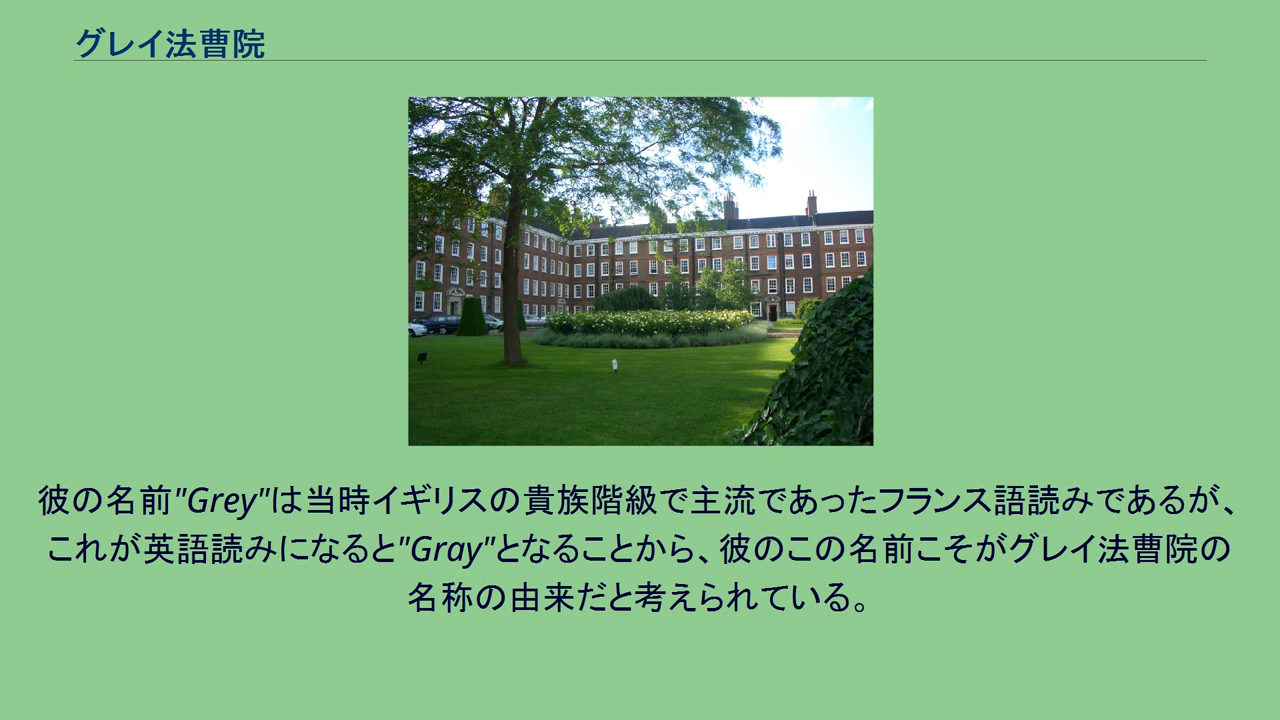 グレイ法曹院
彼の名前"Grey"は当時イギリスの貴族階級で主流であったフランス語読みであるが、
これが英語読みになると"Gray"となることから、彼のこの名前こそがグレイ法曹院の
名称の由来だと考えられている。